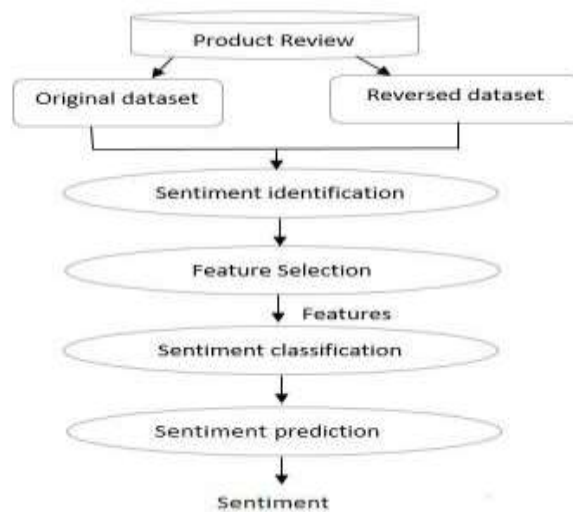 Product Review
Original dataset
Reversed dataset
Sentiment identification
Feature Selection
Features
Sentiment classification
Sentiment prediction
Sentiment